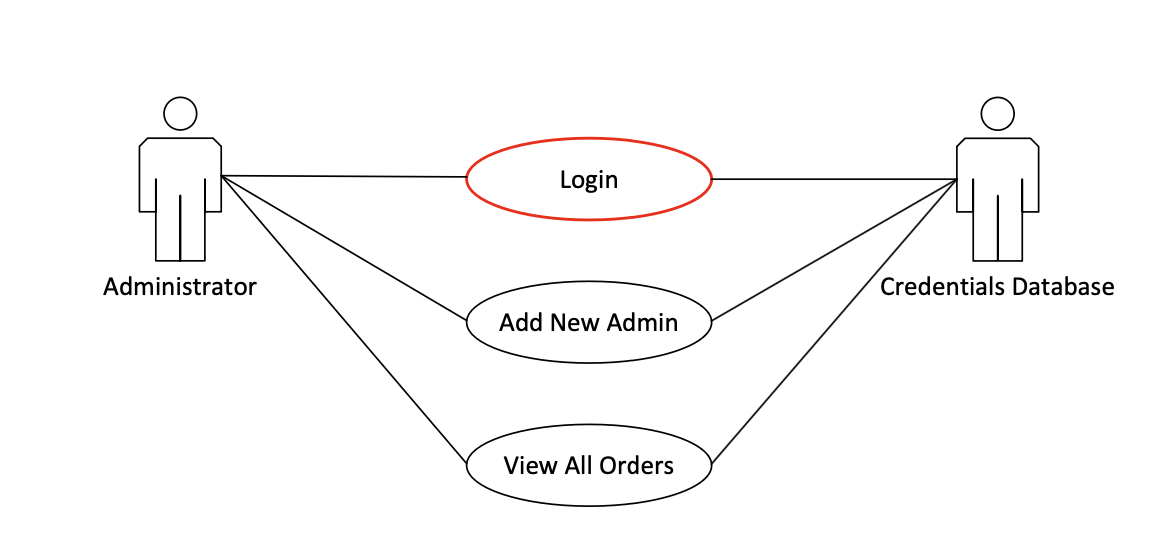 Login
Administrator
Credentials Database
Add New Admin
View All Orders